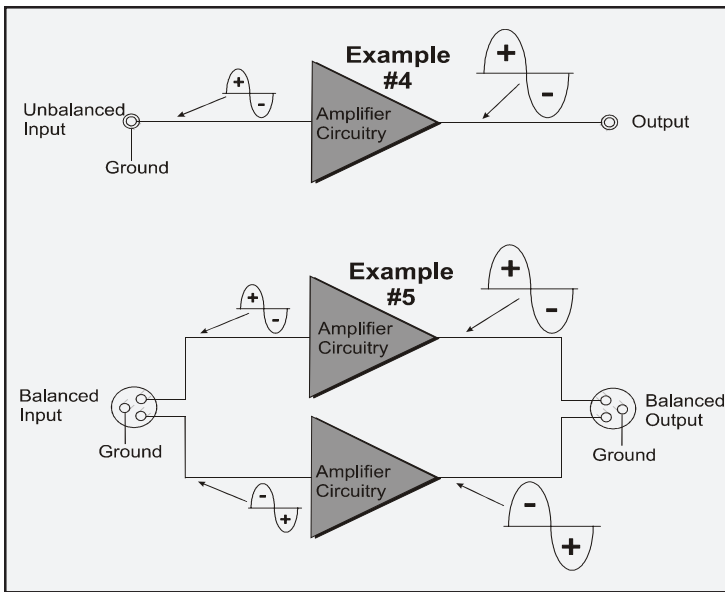 Example
#4
+
-
+
-
Unbalanced
Input
Amplifier
Circuitry
Output
Ground
Example
#5
+
-
+
-
Amplifier
Circuitry
Balanced
Input
Balanced
Output
Ground
Ground
Amplifier
Circuitry
-
+
-
+